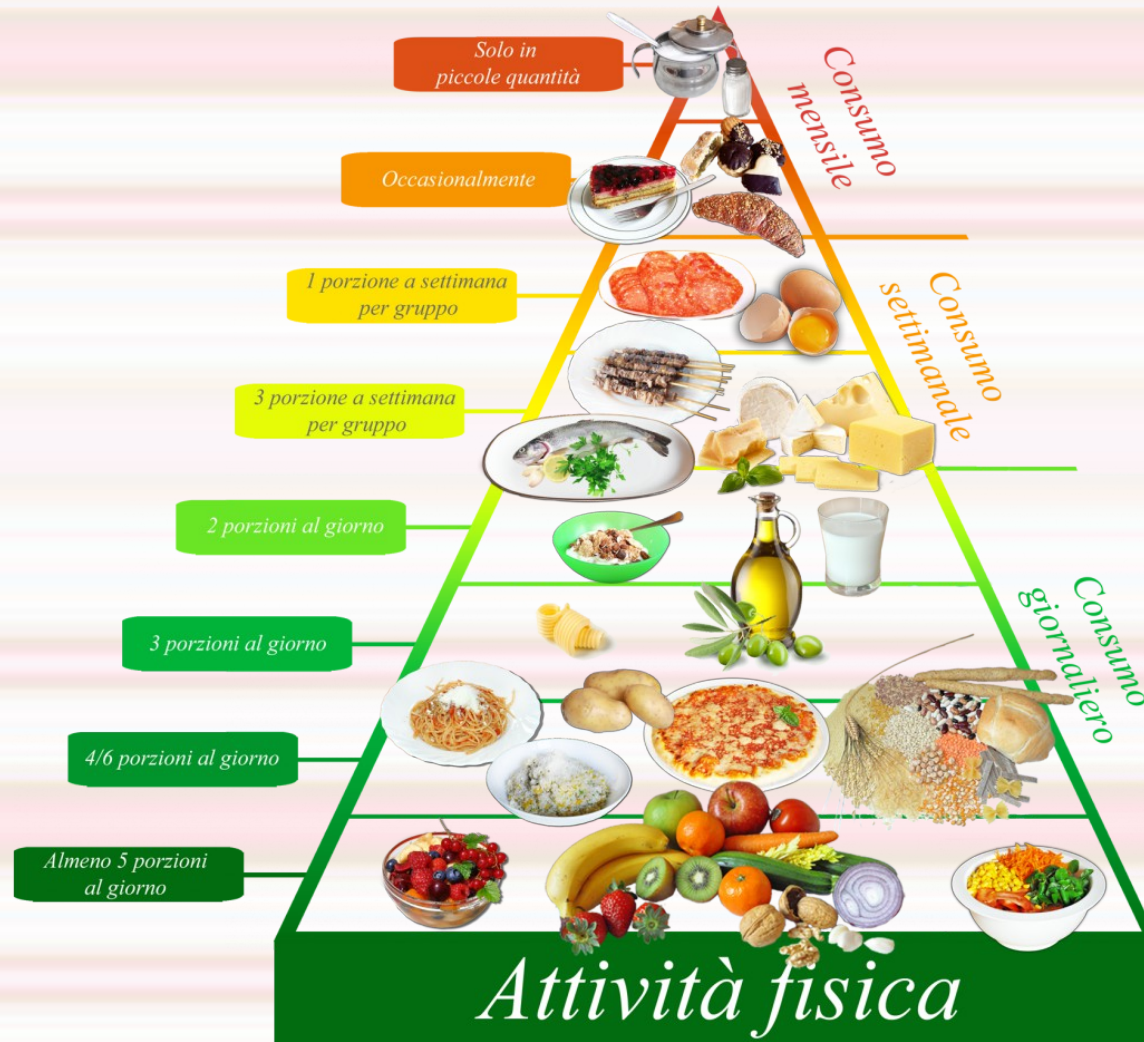 Solo in
piccole quantità
Consumo
mensile
Occasionalmente
1 porzione a settimana
per gruppo
Consumo
settimanale
3 porzione a settimana
per gruppo
2 porzioni al giorno
Consumo
giornaliero
3 porzioni al giorno
4/6 porzioni al giorno
Almeno 5 porzioni
al giorno
Attività fisica